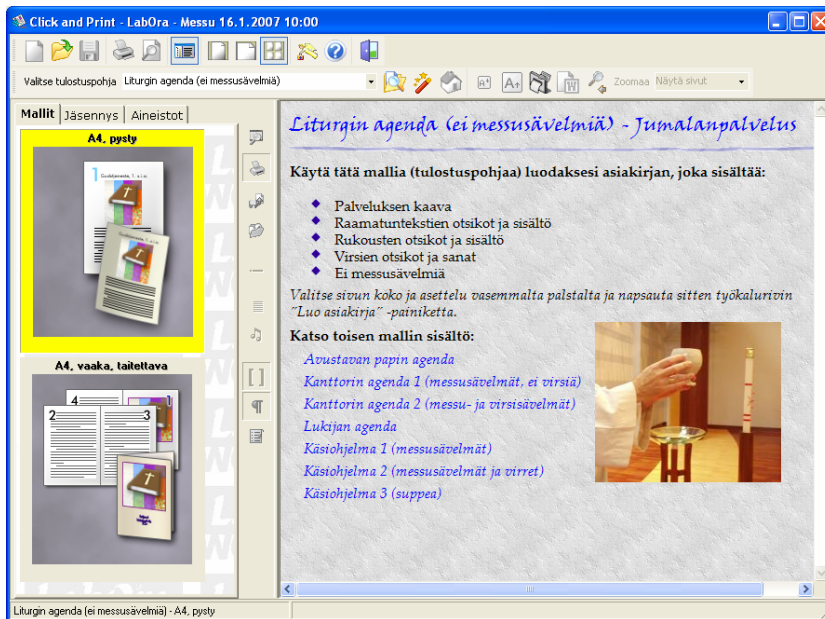 Click and Print - LabOra - Messu 16.1.2007 10:00
Valitse tulostuspohja Liturgin agenda (ei messusävelmiä)
Zoomaa Näytä sivut
Mallit Jäsennys Aineistot
A4, pysty
1
A4, vaaka, taitettava
4 1
2 3
Liturgin agenda (ei messusävelmiä) - Jumalanpalvelus
Käytä tätä mallia (tulostuspohjaa) luodaksesi asiakirjan, joka sisältää:
Palveluksen kaava
Raamatuntekstien otsikot ja sisältö
Rukousten otsikot ja sisältö
Virsien otsikot ja sanat
Ei messusävelmiä
Valitse sivun koko ja asettelu vasemmalta palstalta ja napsauta sitten työkalurivin
"Luo asiakirja" -painiketta.
Katso toisen mallin sisältö:
Avustavan papin agenda
Kanttorin agenda 1 (messusävelmät, ei virsiä)
Kanttorin agenda 2 (messu- ja virsisävelmät)
Lukijan agenda
Käsiohjelma 1 (messusävelmät)
Käsiohjelma 2 (messusävelmät ja virret)
Käsiohjelma 3 (suppea)
Liturgin agenda (ei messusävelmiä) - A4, pysty